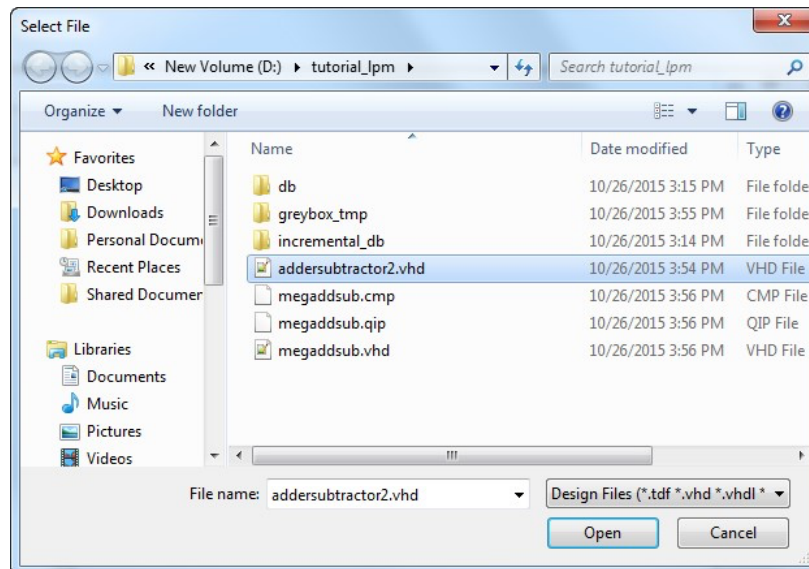 Select File
« New Volume (D:) ▸ tutorial_lpm ▸
Search tutorial_lpm
Organize ▾ New folder
Favorites
Desktop
Downloads
Personal Docum
Recent Places
Shared Documer
Libraries
Documents
Music
Pictures
Videos
Name Date modified Type
db 10/26/2015 3:15 PM File folde
greybox_tmp 10/26/2015 3:55 PM File folde
incremental_db 10/26/2015 3:14 PM File folde
addersubtractor2.vhd 10/26/2015 3:54 PM VHD File
megaddsub.cmp 10/26/2015 3:56 PM CMP File
megaddsub.qip 10/26/2015 3:56 PM QIP File
megaddsub.vhd 10/26/2015 3:56 PM VHD File
File name: addersubtractor2.vhd
Design Files (*.tdf *.vhd *.vhdl *
Open Cancel